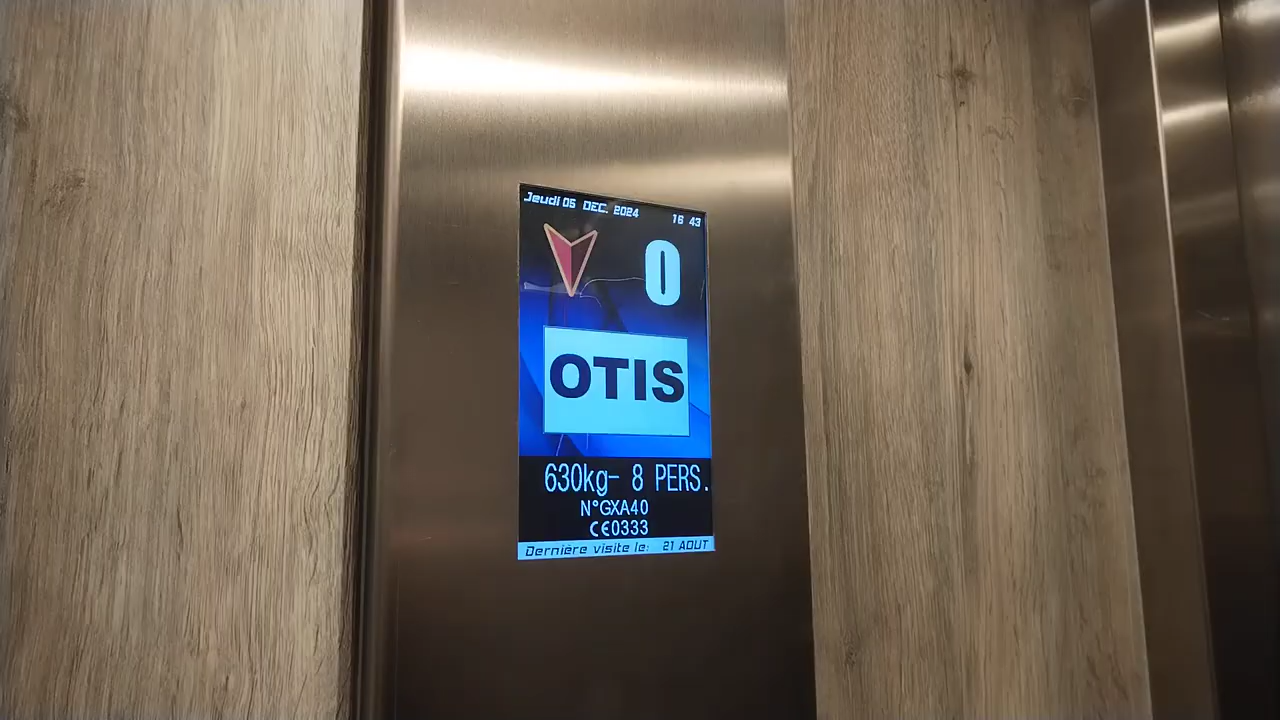 Jeudi 05 DEC. 2024 16 43
0
OTIS
630kg- 8 PERS.
N°GXA40
CE0333
Dernière visite le: 21 AOUT